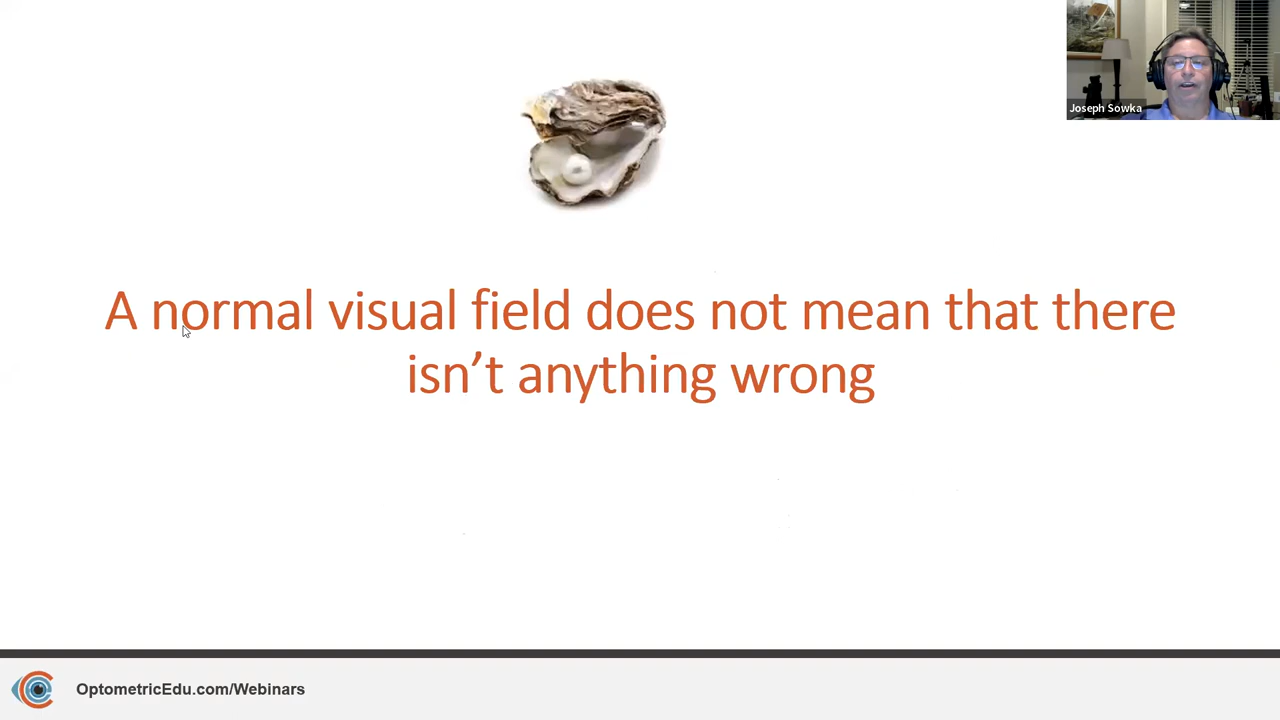 Joseph Sowka
A normal visual field does not mean that there
isn’t anything wrong
OptometricEdu.com/Webinars